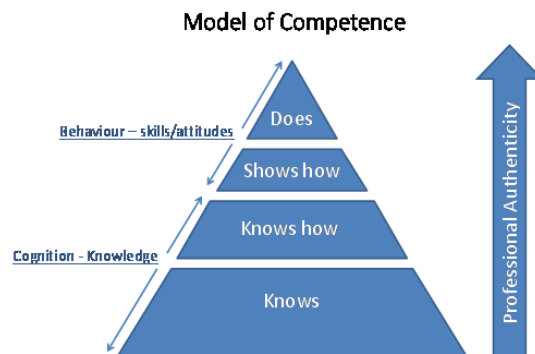 Model of Competence
Does
Behaviour – skills/attitudes
Shows how
Knows how
Cognition - Knowledge
Knows
Professional Authenticity